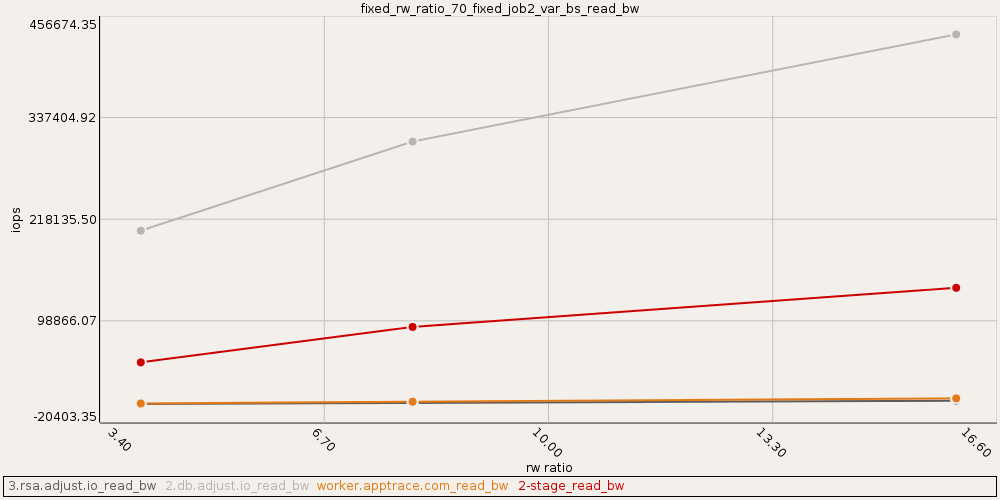 fixed_rw_ratio_70_fixed_job2_var_bs_read_bw
456674.35
337404.92
218135.50
98866.07
-20403.35
iops
3.40 6.70 10.00 13.30 16.60
rw ratio
3.rsa.adjust.io_read_bw 2.db.adjust.io_read_bw worker.apptrace.com_read_bw 2-stage_read_bw